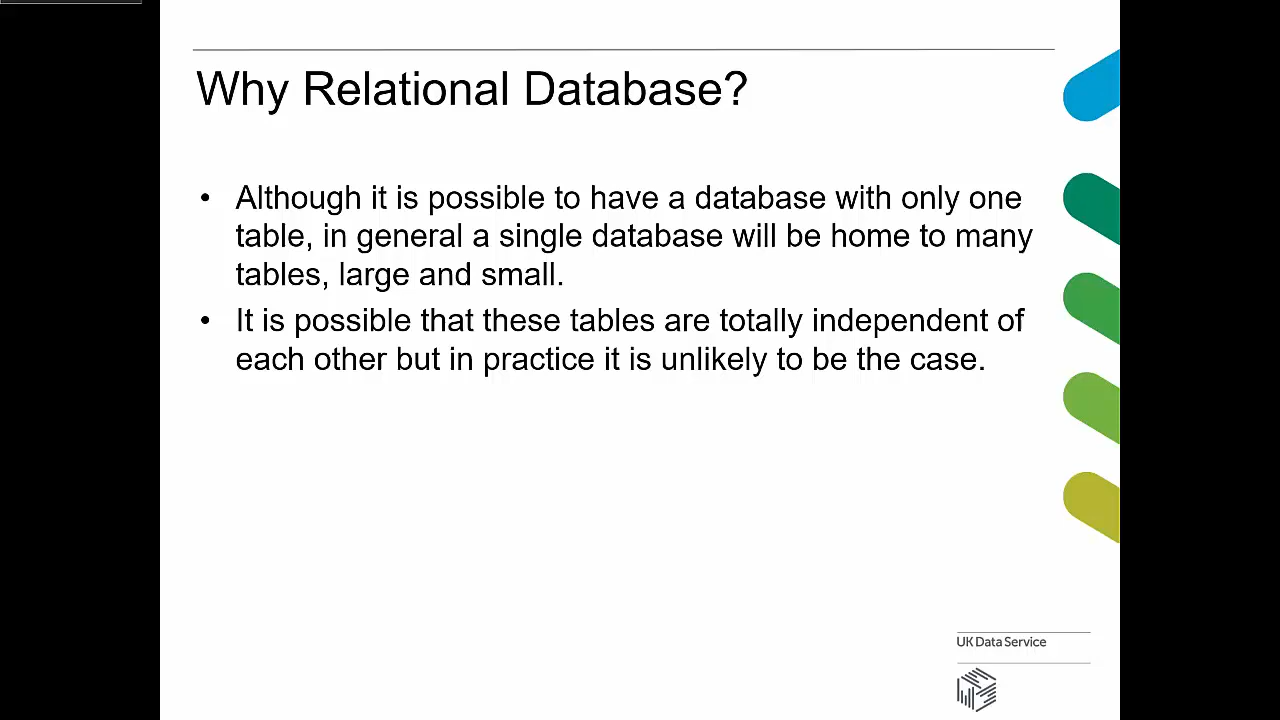 Why Relational Database?
• Although it is possible to have a database with only one
table, in general a single database will be home to many
tables, large and small.
• It is possible that these tables are totally independent of
each other but in practice it is unlikely to be the case.
UK Data Service